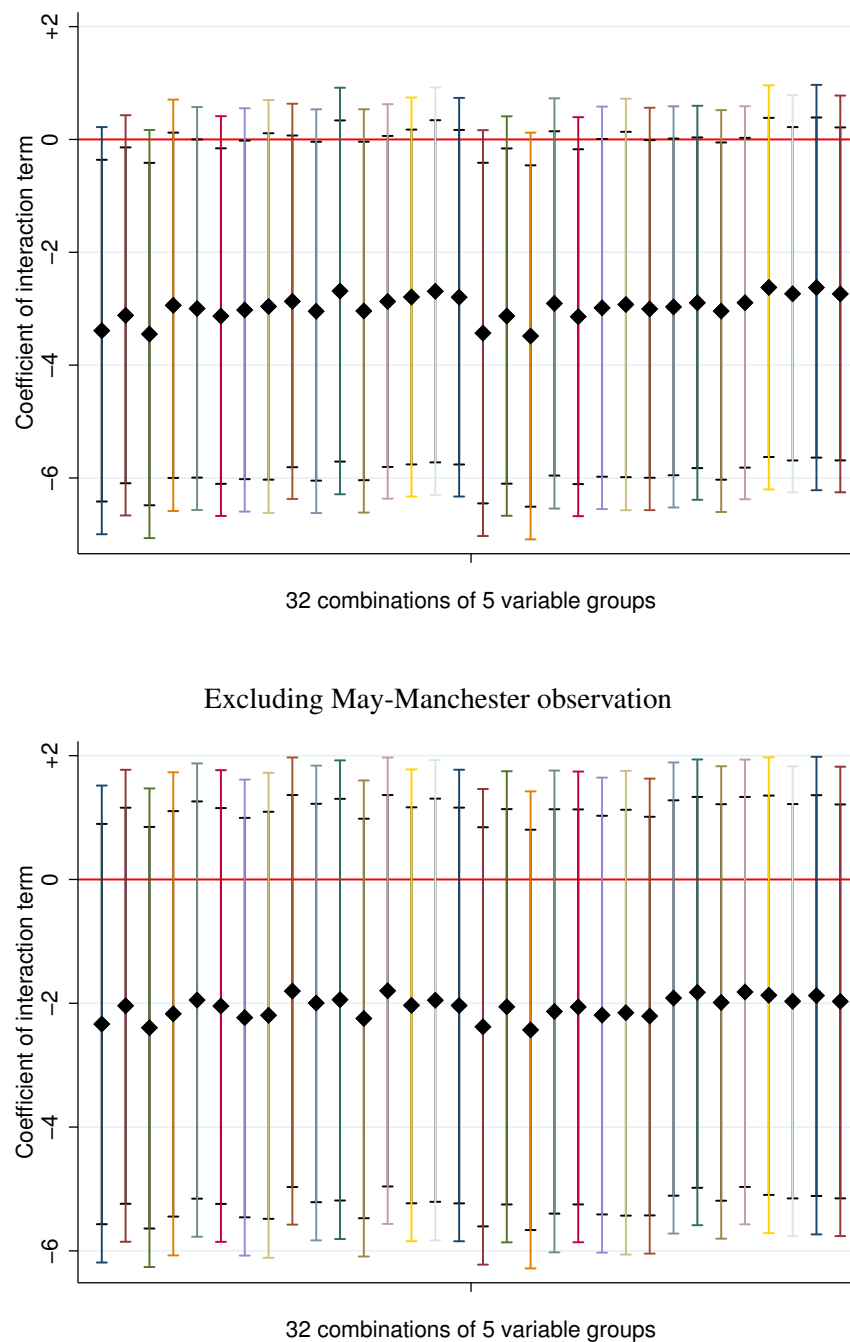 Coefficient of interaction term
+2
0
−2
−4
−6
32 combinations of 5 variable groups
Excluding May-Manchester observation
Coefficient of interaction term
+2
0
−2
−4
−6
32 combinations of 5 variable groups